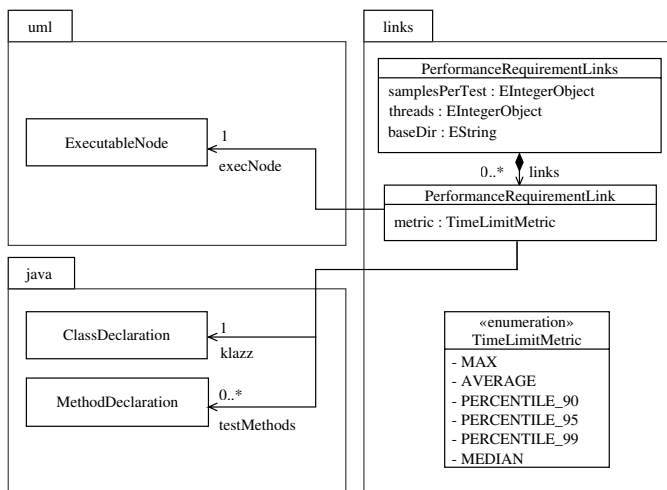 uml
ExecutableNode
1
execNode
links
PerformanceRequirementLinks
samplesPerTest : EIntegerObject
threads : EIntegerObject
baseDir : EString
0..* links
PerformanceRequirementLink
metric : TimeLimitMetric
java
ClassDeclaration
1
klazz
MethodDeclaration
0..*
testMethods
«enumeration»
TimeLimitMetric
- MAX
- AVERAGE
- PERCENTILE_90
- PERCENTILE_95
- PERCENTILE_99
- MEDIAN